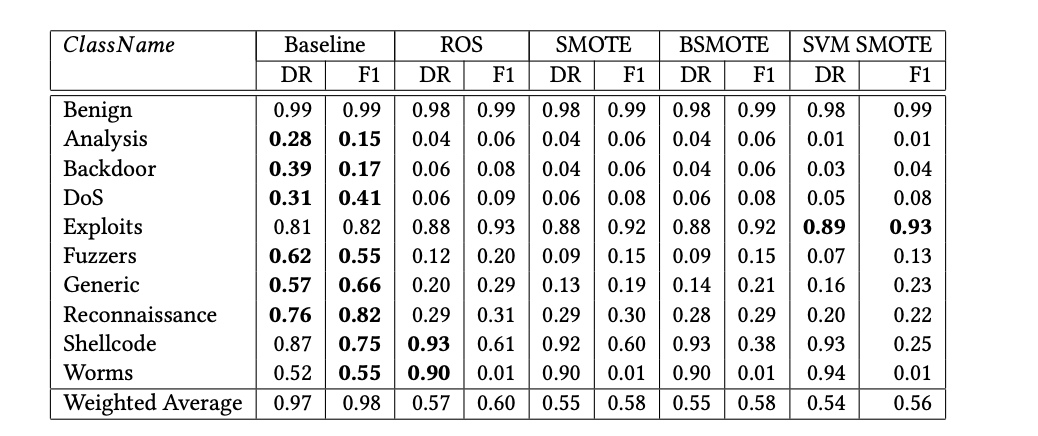 ClassName Baseline ROS SMOTE BSMOTE SVM SMOTE
DR F1 DR F1 DR F1 DR F1 DR F1
Benign 0.99 0.99 0.98 0.99 0.98 0.99 0.98 0.99 0.98 0.99
Analysis 0.28 0.15 0.04 0.06 0.04 0.06 0.04 0.06 0.01 0.01
Backdoor 0.39 0.17 0.06 0.08 0.04 0.06 0.04 0.06 0.03 0.04
DoS 0.31 0.41 0.06 0.09 0.06 0.08 0.06 0.08 0.05 0.08
Exploits 0.81 0.82 0.88 0.93 0.88 0.92 0.88 0.92 0.89 0.93
Fuzzers 0.62 0.55 0.12 0.20 0.09 0.15 0.09 0.15 0.07 0.13
Generic 0.57 0.66 0.20 0.29 0.13 0.19 0.14 0.21 0.16 0.23
Reconnaissance 0.76 0.82 0.29 0.31 0.29 0.30 0.28 0.29 0.20 0.22
Shellcode 0.87 0.75 0.93 0.61 0.92 0.60 0.93 0.38 0.93 0.25
Worms 0.52 0.55 0.90 0.01 0.90 0.01 0.90 0.01 0.94 0.01
Weighted Average 0.97 0.98 0.57 0.60 0.55 0.58 0.55 0.58 0.54 0.56